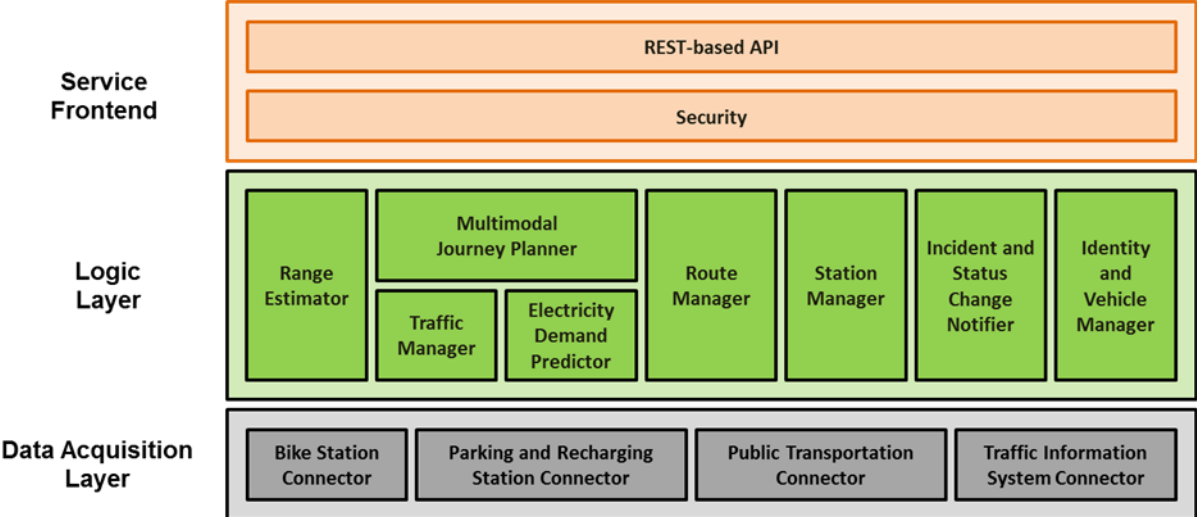 Service
Frontend
REST-based API
Security
Logic
Layer
Range
Estimator
Multimodal
Journey Planner
Traffic
Manager
Electricity
Demand
Predictor
Route
Manager
Station
Manager
Incident and
Status
Change
Notifier
Identity
and
Vehicle
Manager
Data Acquisition
Layer
Bike Station
Connector
Parking and Recharging
Station Connector
Public Transportation
Connector
Traffic Information
System Connector